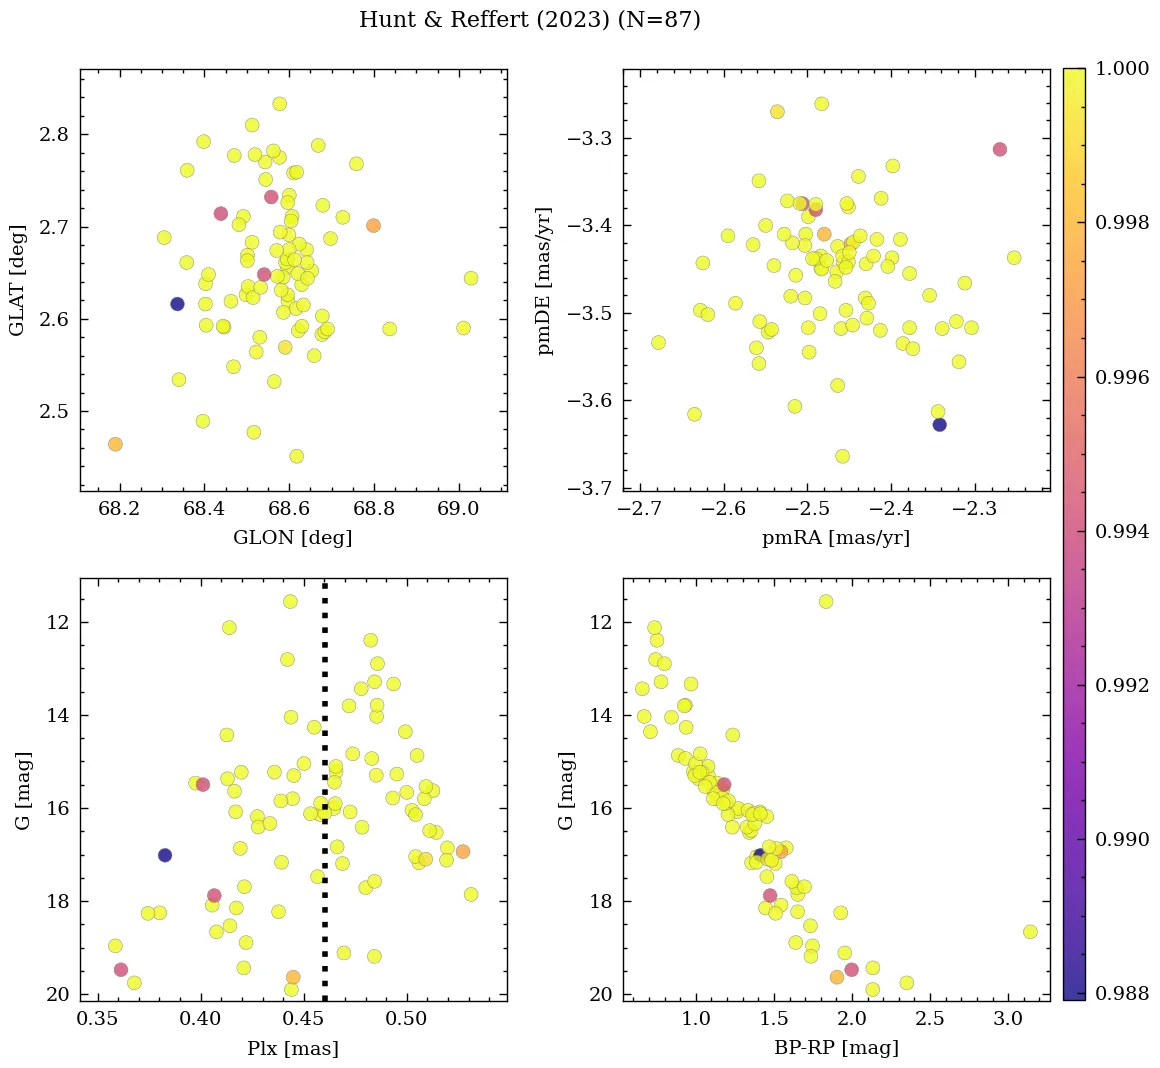 Hunt & Reffert (2023) (N=87)
2.8
2.7
2.6
2.5
GLAT [deg]
68.2 68.4 68.6 68.8 69.0
GLON [deg]
−3.3
−3.4
−3.5
−3.6
−3.7
pmDE [mas/yr]
−2.7 −2.6 −2.5 −2.4 −2.3
pmRA [mas/yr]
12
14
16
18
20
G [mag]
0.35 0.40 0.45 0.50
Plx [mas]
12
14
16
18
20
G [mag]
1.0 1.5 2.0 2.5 3.0
BP-RP [mag]
1.000
0.998
0.996
0.994
0.992
0.990
0.988